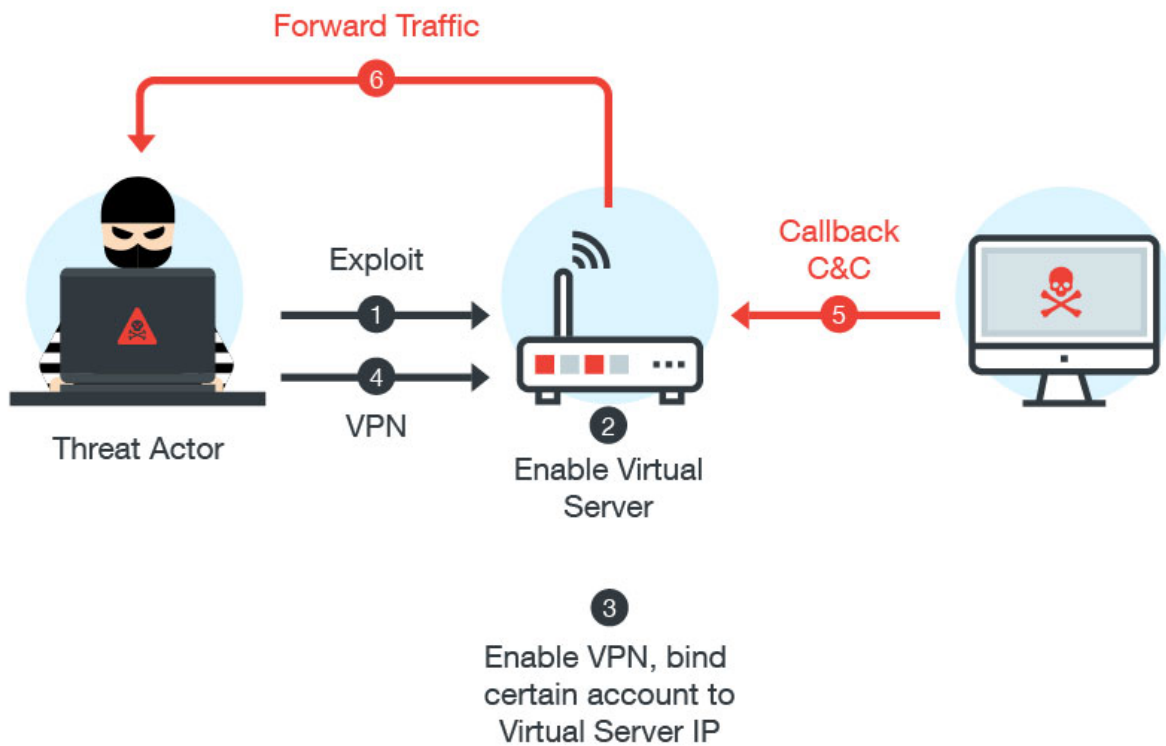 Forward Traffic
6
Exploit
1
4
VPN
Threat Actor
Callback
C&C
5
2
Enable Virtual
Server
3
Enable VPN, bind
certain account to
Virtual Server IP